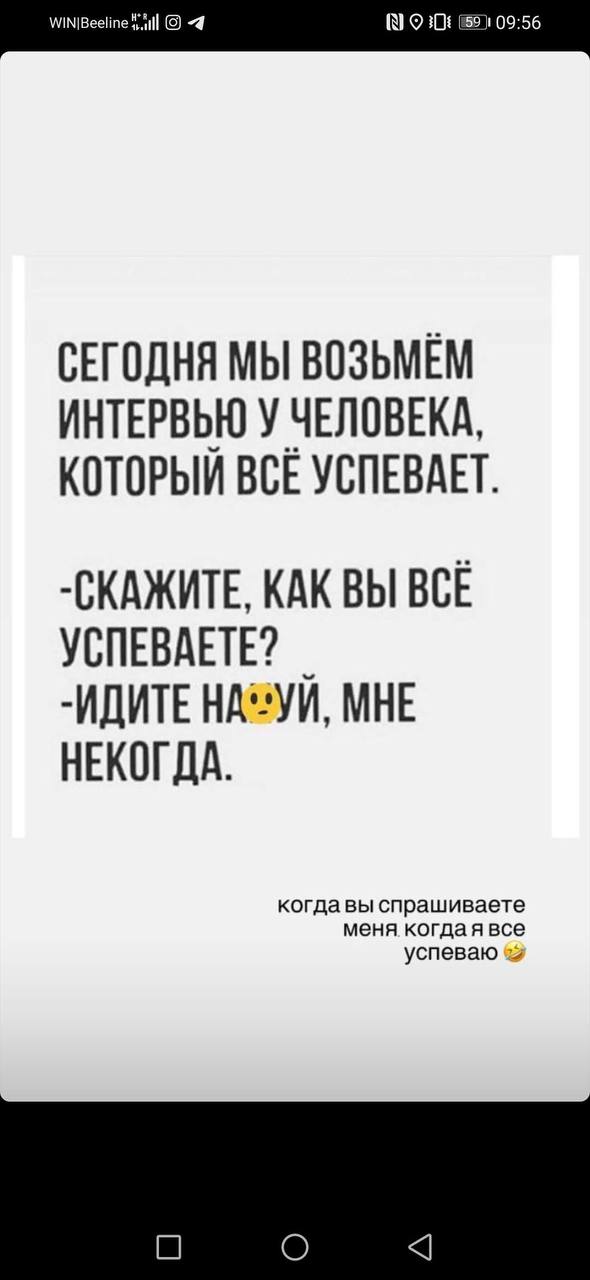 WIN|Beeline 59 09:56
СЕГОДНЯ МЫ ВОЗЬМЁМ
ИНТЕРВЬЮ У ЧЕЛОВЕКА,
КОТОРЫЙ ВСЁ УСПЕВАЕТ.
-СКАЖИТЕ, КАК ВЫ ВСЁ
УСПЕВАЕТЕ?
-ИДИТЕ НА🫤УЙ, МНЕ
НЕКОГДА.
когда вы спрашиваете
меня когда я все
успеваю 🤣